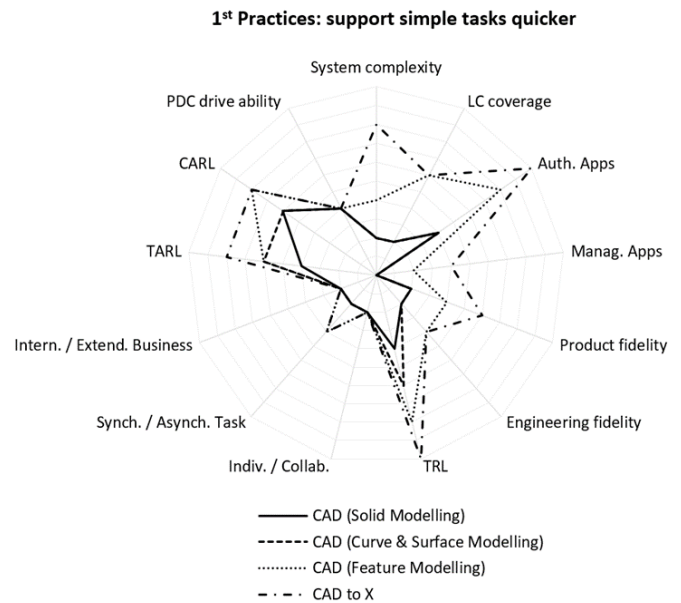 1st Practices: support simple tasks quicker
System complexity
PDC drive ability
LC coverage
CARL
Auth. Apps
TARL
Manag. Apps
Intern. / Extend. Business
Product fidelity
Synch. / Asynch. Task
Engineering fidelity
Indiv. / Collab.
TRL
CAD (Solid Modelling)
CAD (Curve & Surface Modelling)
CAD (Feature Modelling)
CAD to X